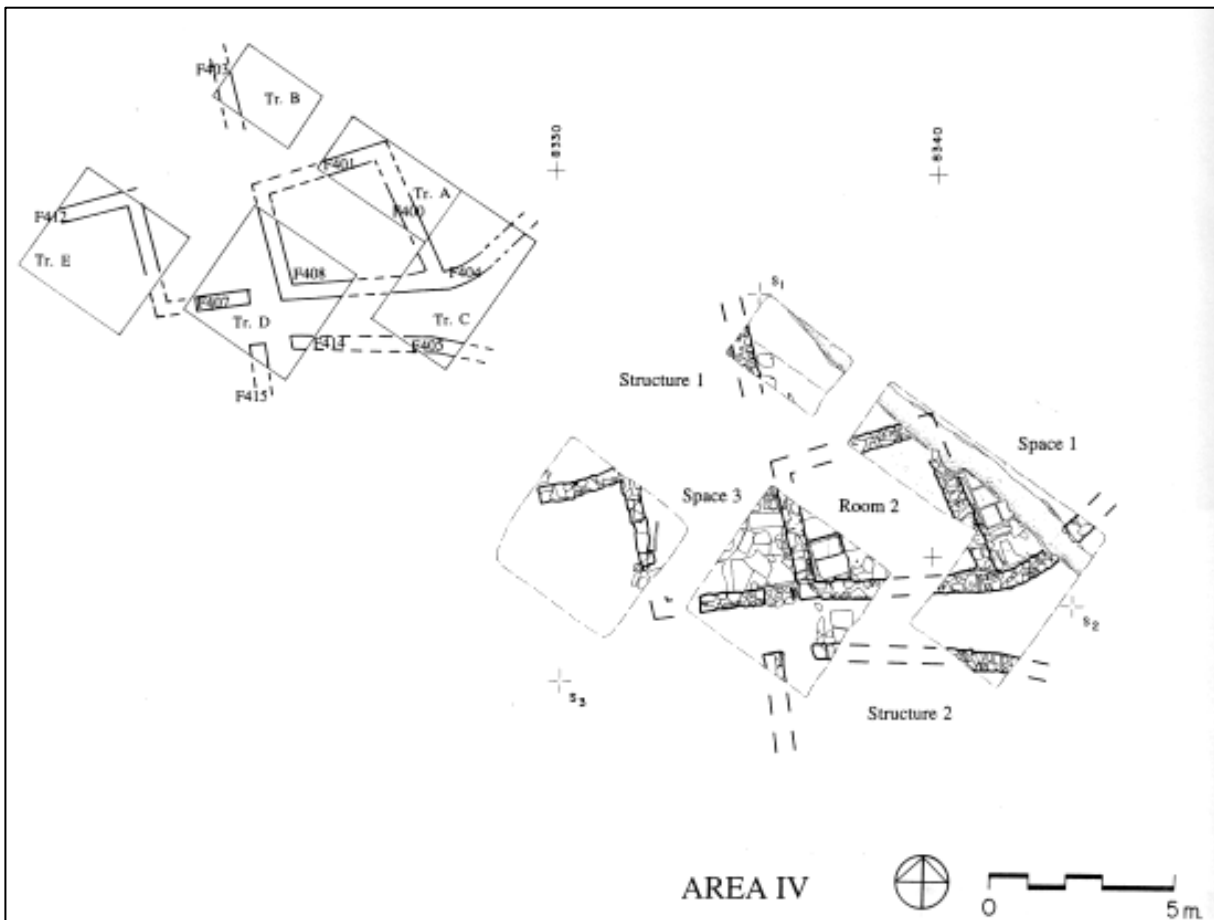 F403
Tr. B
8330
8340
F401
Tr. A
F412
F400
Tr. E
F408
F404
F407
Tr. D
Tr. C
F414
F405
F415
S1
Structure 1
Space 1
Space 3
Room 2
S2
S3
Structure 2
AREA IV
0
5 m.